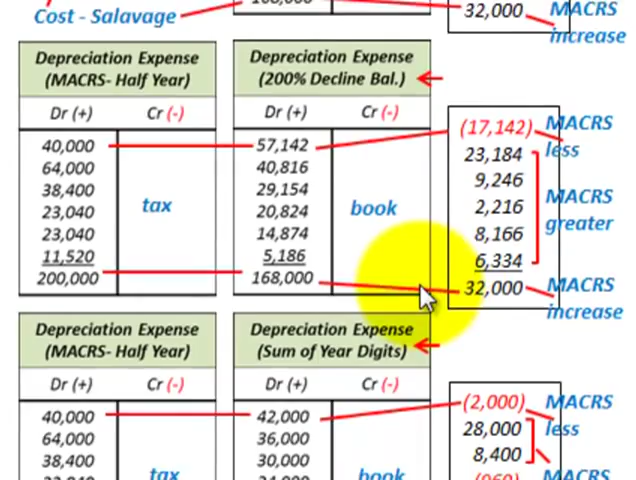 Cost - Salavage
32,000
MACRS
increase
Depreciation Expense
(MACRS- Half Year)
Dr (+) Cr (-)
40,000
64,000
38,400
23,040
23,040
11,520
200,000
tax
Depreciation Expense
(200% Decline Bal.)
Dr (+) Cr (-)
57,142
40,816
29,154
20,824
14,874
5,186
168,000
book
(17,142)
23,184
9,246
2,216
8,166
6,334
32,000
MACRS
less
MACRS
greater
MACRS
increase
Depreciation Expense
(MACRS- Half Year)
Dr (+) Cr (-)
40,000
64,000
38,400
tax
Depreciation Expense
(Sum of Year Digits)
Dr (+) Cr (-)
42,000
36,000
30,000
book
(2,000)
28,000
8,400
(960)
MACRS
less
MACRS